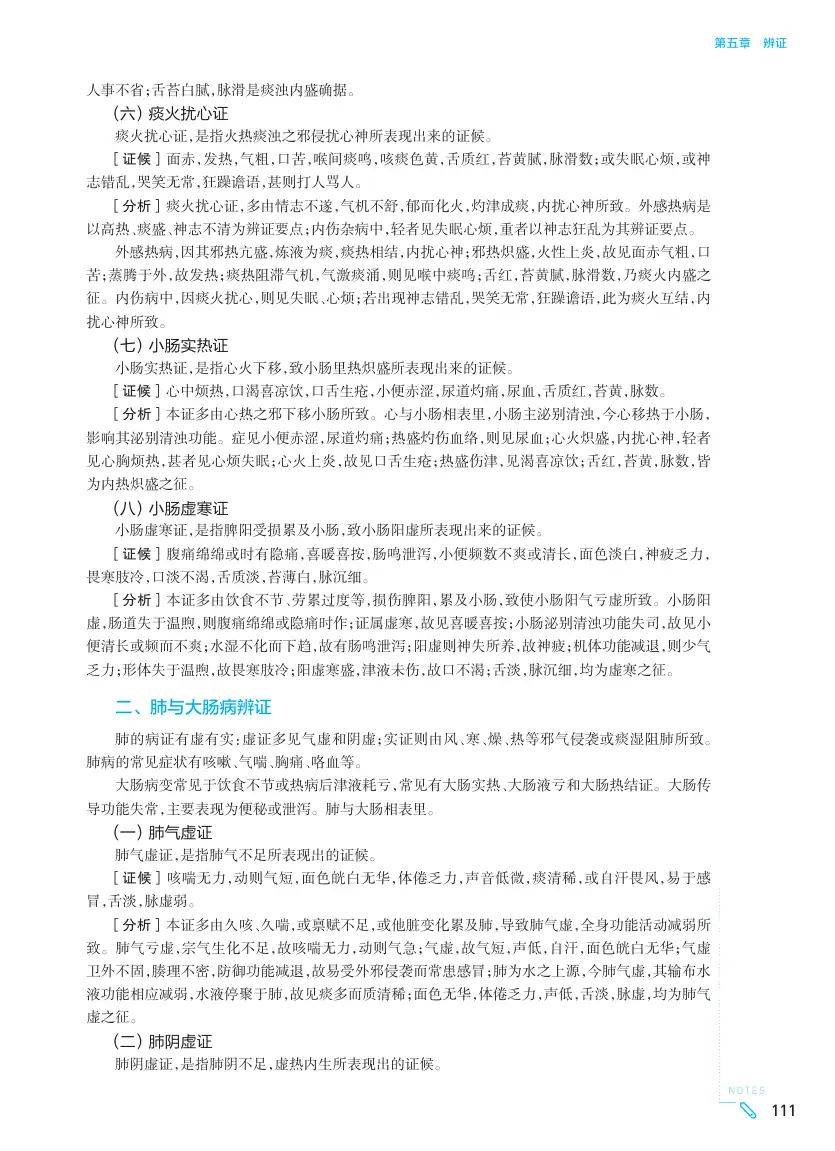 第五章 辨证
人事不省;舌苔白腻,脉滑是痰浊内盛确据。
(六) 痰火扰心证
痰火扰心证,是指火热痰浊之邪侵扰心神所表现出来的证候。
[证候] 面赤,发热,气粗,口苦,喉间痰鸣,咳痰色黄,舌质红,苔黄腻,脉滑数;或失眠心烦,或神
志错乱,哭笑无常,狂躁谵语,甚则打人骂人。
[分析] 痰火扰心证,多由情志不遂,气机不舒,郁而化火,灼津成痰,内扰心神所致。外感热病是
以高热、痰盛、神志不清为辨证要点;内伤杂病中,轻者见失眠心烦,重者以神志狂乱为其辨证要点。
外感热病,因其邪热亢盛,炼液为痰,痰热相结,内扰心神;邪热炽盛,火性上炎,故见面赤气粗,口
苦;蒸腾于外,故发热;痰热阻滞气机,气激痰涌,则见喉中痰鸣;舌红,苔黄腻,脉滑数,乃痰火内盛之
征。内伤病中,因痰火扰心,则见失眠、心烦;若出现神志错乱,哭笑无常,狂躁谵语,此为痰火互结,内
扰心神所致。
(七) 小肠实热证
小肠实热证,是指心火下移,致小肠里热炽盛所表现出来的证候。
[证候] 心中烦热,口渴喜凉饮,口舌生疮,小便赤涩,尿道灼痛,尿血,舌质红,苔黄,脉数。
[分析] 本证多由心热之邪下移小肠所致。心与小肠相表里,小肠主泌别清浊,今心移热于小肠,
影响其泌别清浊功能。症见小便赤涩,尿道灼痛;热盛灼伤血络,则见尿血;心火炽盛,内扰心神,轻者
见心胸烦热,甚者见心烦失眠;心火上炎,故见口舌生疮;热盛伤津,见渴喜凉饮;舌红,苔黄,脉数,皆
为内热炽盛之征。
(八) 小肠虚寒证
小肠虚寒证,是指脾阳受损累及小肠,致小肠阳虚所表现出来的证候。
[证候] 腹痛绵绵或时有隐痛,喜暖喜按,肠鸣泄泻,小便频数不爽或清长,面色淡白,神疲乏力,
畏寒肢冷,口淡不渴,舌质淡,苔薄白,脉沉细。
[分析] 本证多由饮食不节、劳累过度等,损伤脾阳,累及小肠,致使小肠阳气亏虚所致。小肠阳
虚,肠道失于温煦,则腹痛绵绵或隐痛时作;证属虚寒,故见喜暖喜按;小肠泌别清浊功能失司,故见小
便清长或频而不爽;水湿不化而下趋,故有肠鸣泄泻;阳虚则神失所养,故神疲;机体功能减退,则少气
乏力;形体失于温煦,故畏寒肢冷;阳虚寒盛,津液未伤,故口不渴;舌淡,脉沉细,均为虚寒之征。
二、肺与大肠病辨证
肺的病证有虚有实:虚证多见气虚和阴虚;实证则由风、寒、燥、热等邪气侵袭或痰湿阻肺所致。
肺病的常见症状有咳嗽、气喘、胸痛、咯血等。
大肠病变常见于饮食不节或热病后津液耗亏,常见有大肠实热、大肠液亏和大肠热结证。大肠传
导功能失常,主要表现为便秘或泄泻。肺与大肠相表里。
(一) 肺气虚证
肺气虚证,是指肺气不足所表现出的证候。
[证候] 咳喘无力,动则气短,面色㿠白无华,体倦乏力,声音低微,痰清稀,或自汗畏风,易于感
冒,舌淡,脉虚弱。
[分析] 本证多由久咳、久喘,或禀赋不足,或他脏变化累及肺,导致肺气虚,全身功能活动减弱所
致。肺气亏虚,宗气生化不足,故咳喘无力,动则气急;气虚,故气短,声低,自汗,面色㿠白无华;气虚
卫外不固,腠理不密,防御功能减退,故易受外邪侵袭而常患感冒;肺为水之上源,今肺气虚,其输布水
液功能相应减弱,水液停聚于肺,故见痰多而质清稀;面色无华,体倦乏力,声低,舌淡,脉虚,均为肺气
虚之征。
(二) 肺阴虚证
肺阴虚证,是指肺阴不足,虚热内生所表现出的证候。
NOTES
111